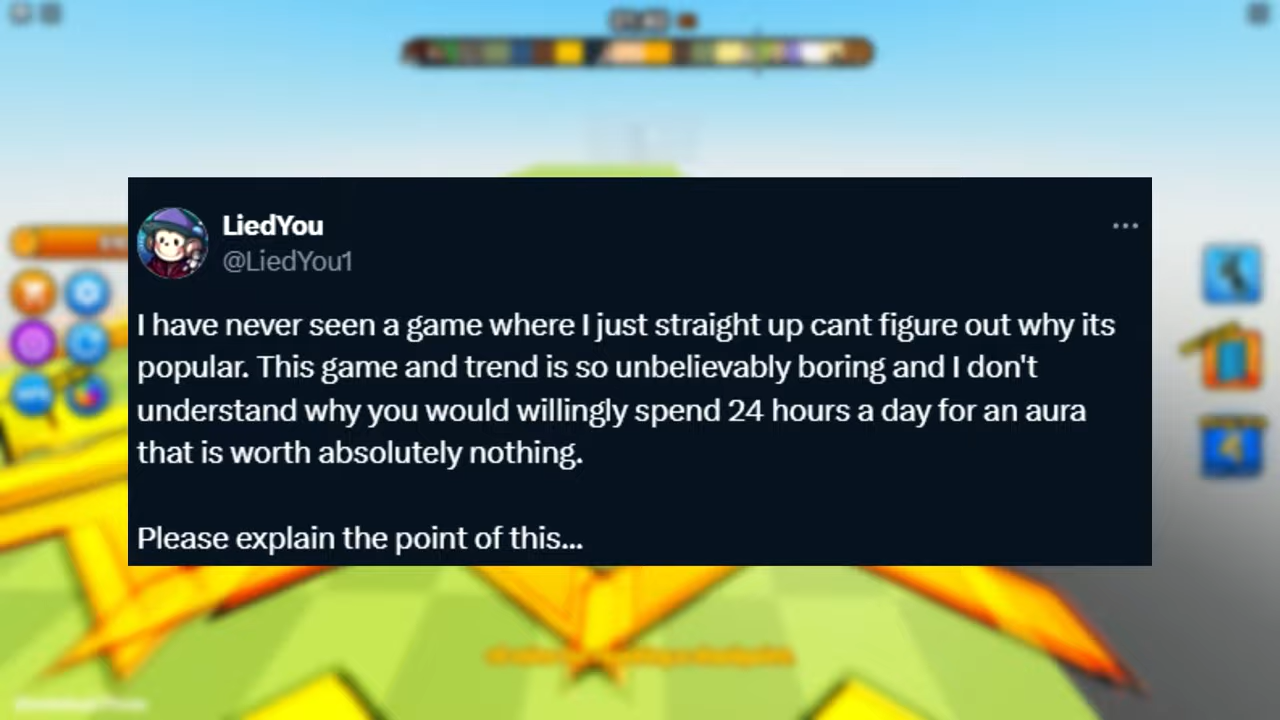 LiedYou
@LiedYou1
I have never seen a game where I just straight up cant figure out why its
popular. This game and trend is so unbelievably boring and I don't
understand why you would willingly spend 24 hours a day for an aura
that is worth absolutely nothing.
Please explain the point of this...